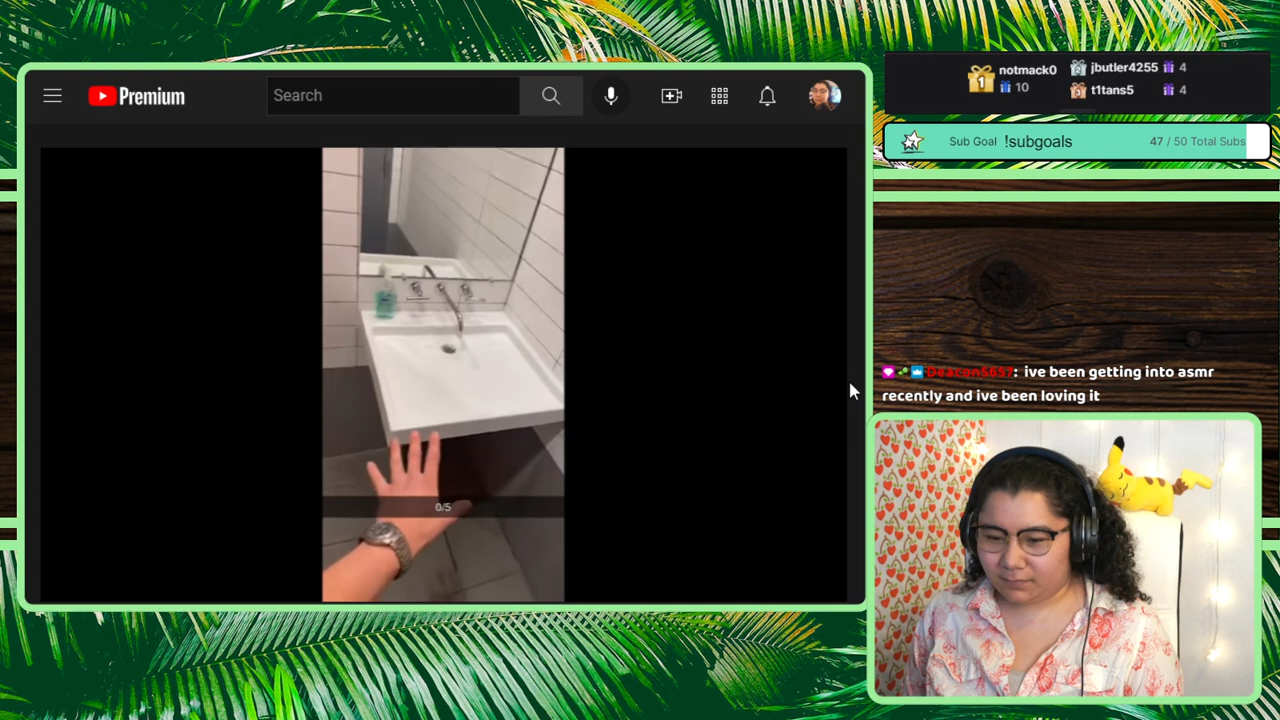 Premium
Search
notmack0
10
jbutler4255 4
t1tans5 4
Sub Goal !subgoals 47 / 50 Total Subs
Deacon5657: ive been getting into asmr
recently and ive been loving it
0/5